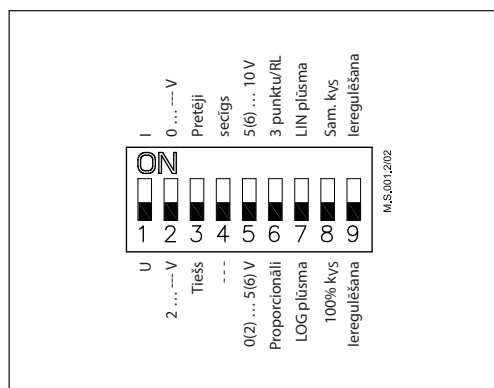 I
0 ... --- V
Pretēji
secīgs
5(6) ... 10 V
3 punktu/RL
LIN plūsma
Sam. kvs
Ieregulēšana
ON
1 2 3 4 5 6 7 8 9
U
2 ... --- V
Tiešs
- - -
0(2) ... 5(6) V
Proporcionāli
LOG plūsma
100% kvs
Ieregulēšana
M.S.001.2/02